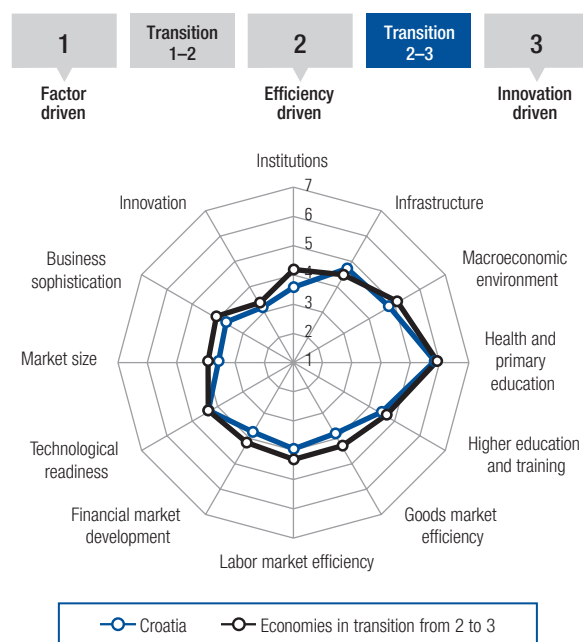 1
Transition
1–2
2
Transition
2–3
3
Factor
driven
Efficiency
driven
Innovation
driven
Institutions
7
6
5
4
3
2
1
Infrastructure
Macroeconomic
environment
Health and
primary
education
Higher education
and training
Goods market
efficiency
Labor market efficiency
Financial market
development
Technological
readiness
Market size
Business
sophistication
Innovation
Croatia
Economies in transition from 2 to 3